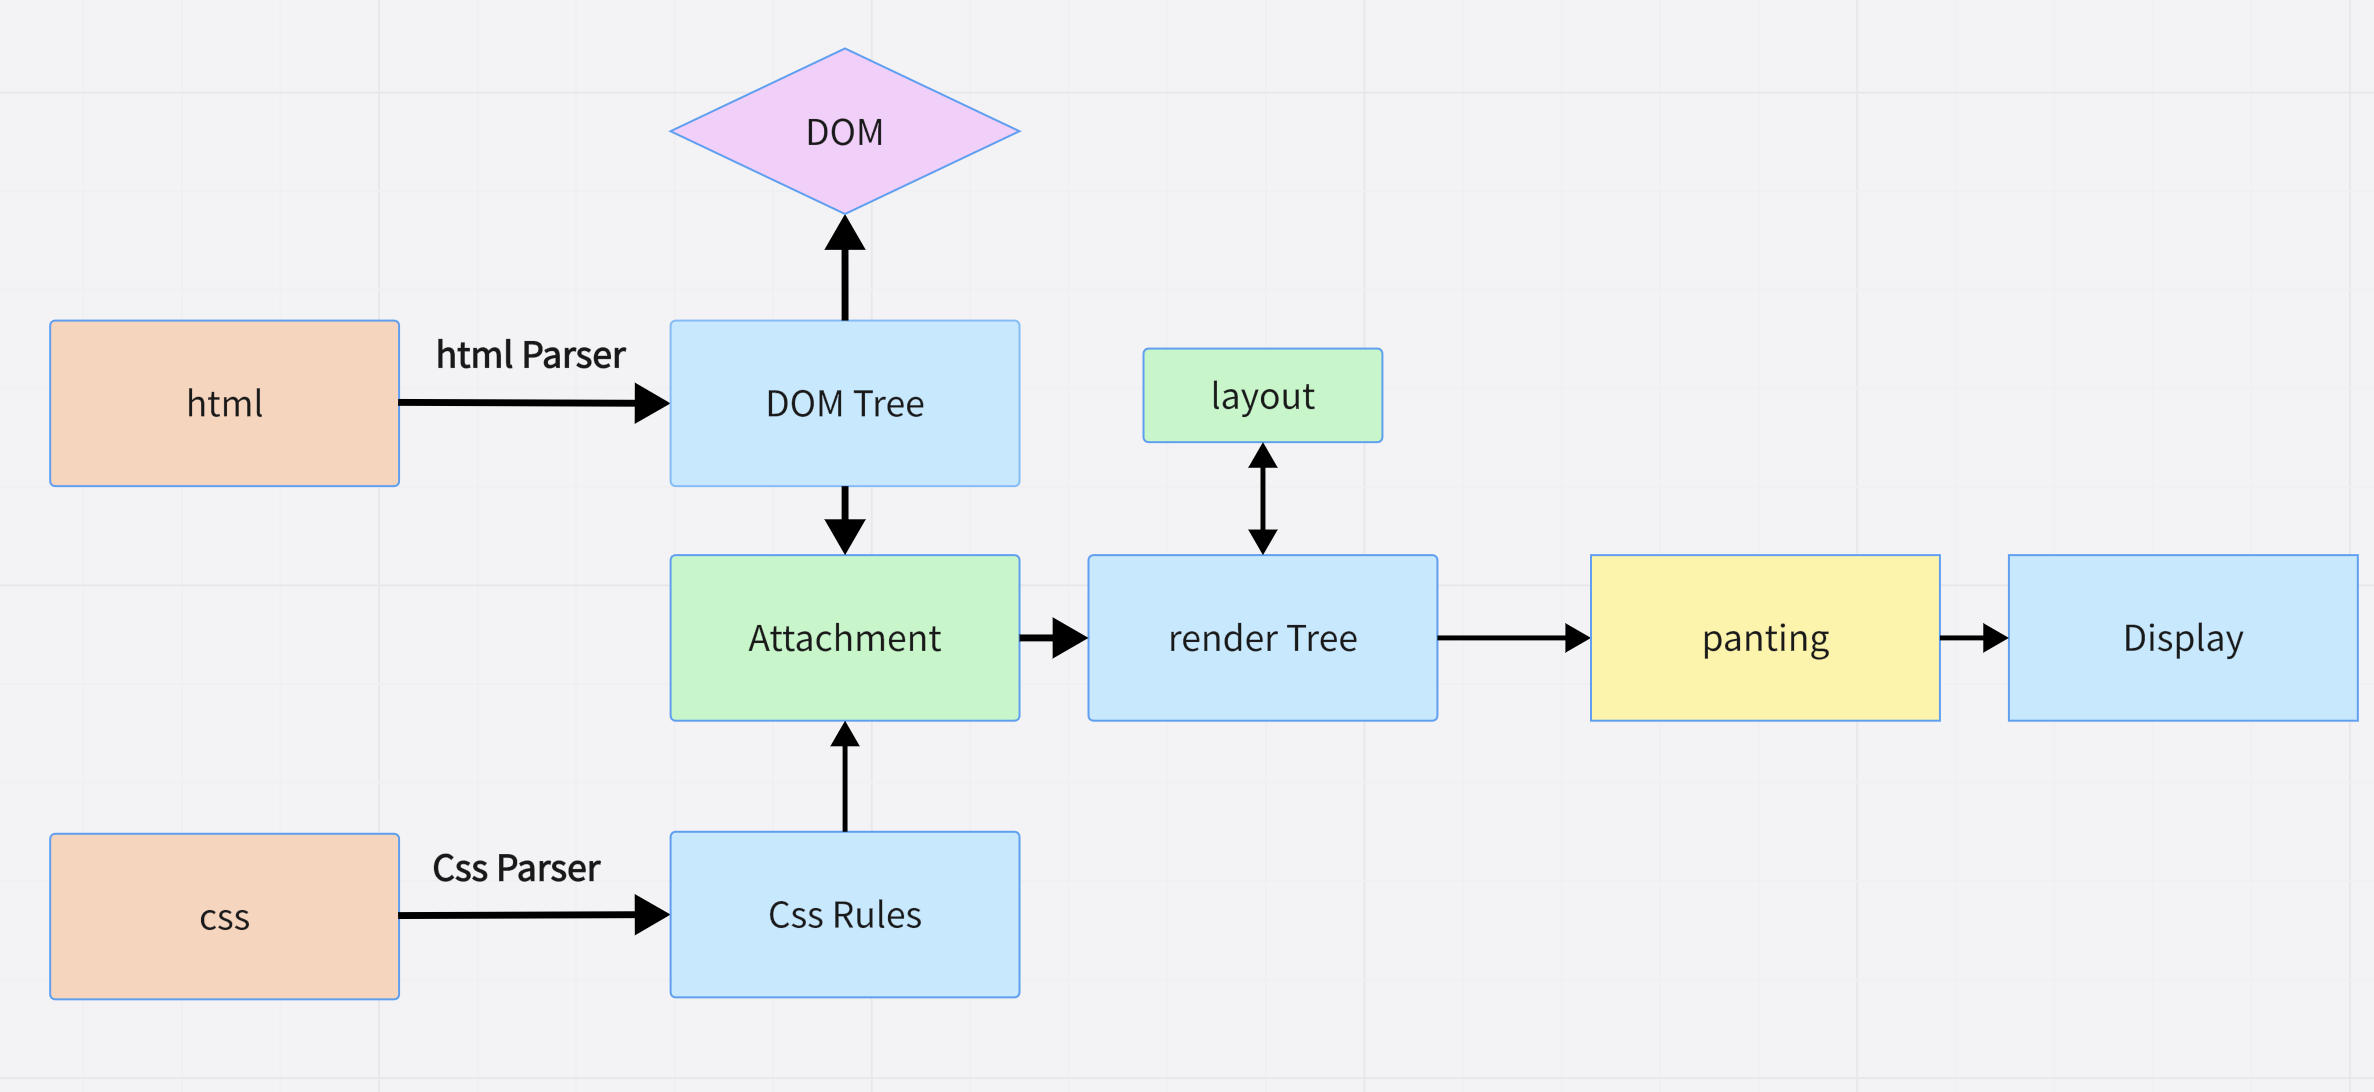 DOM
html
html Parser
DOM Tree
layout
Attachment
render Tree
panting
Display
css
Css Parser
Css Rules